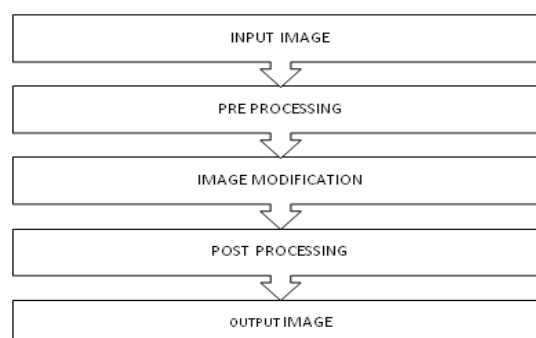 INPUT IMAGE
PRE PROCESSING
IMAGE MODIFICATION
POST PROCESSING
OUTPUT IMAGE